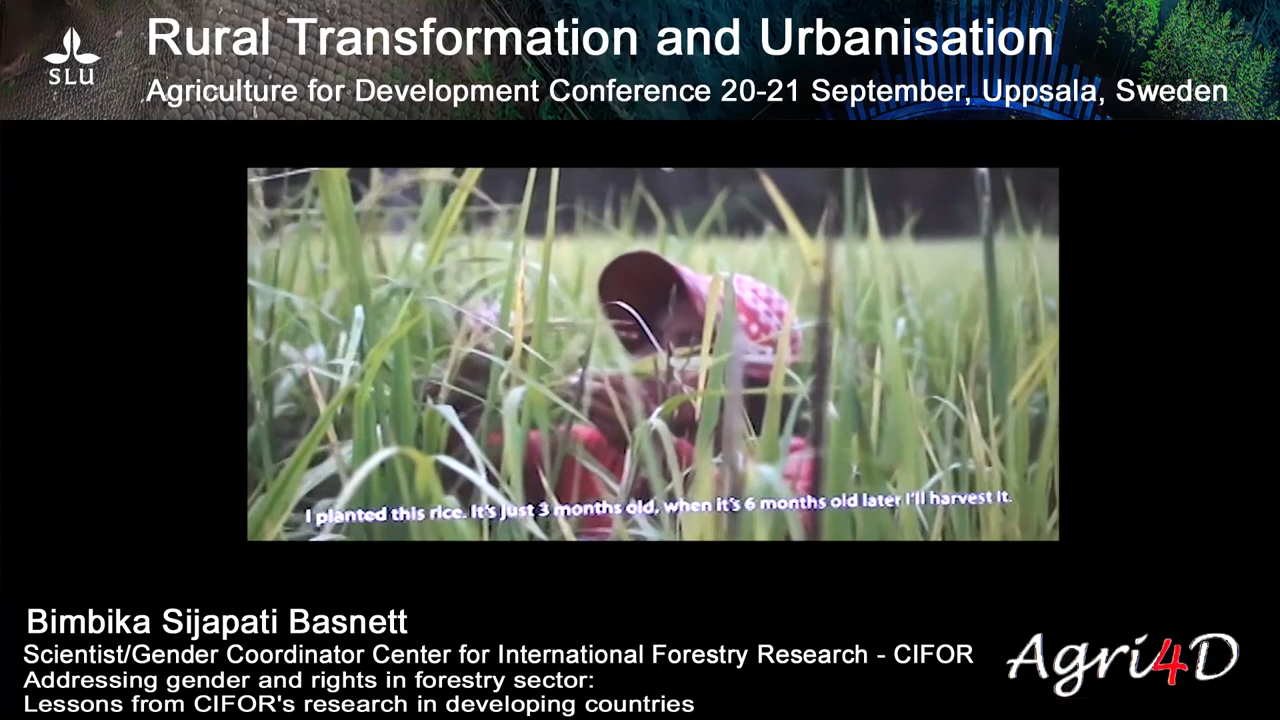 SLU
Rural Transformation and Urbanisation
Agriculture for Development Conference 20-21 September, Uppsala, Sweden
I planted this rice. It's just 3 months old, when it's 6 months old later I'll harvest it.
Bimbika Sijapati Basnett
Scientist/Gender Coordinator Center for International Forestry Research - CIFOR
Addressing gender and rights in forestry sector:
Lessons from CIFOR's research in developing countries
Agri4D